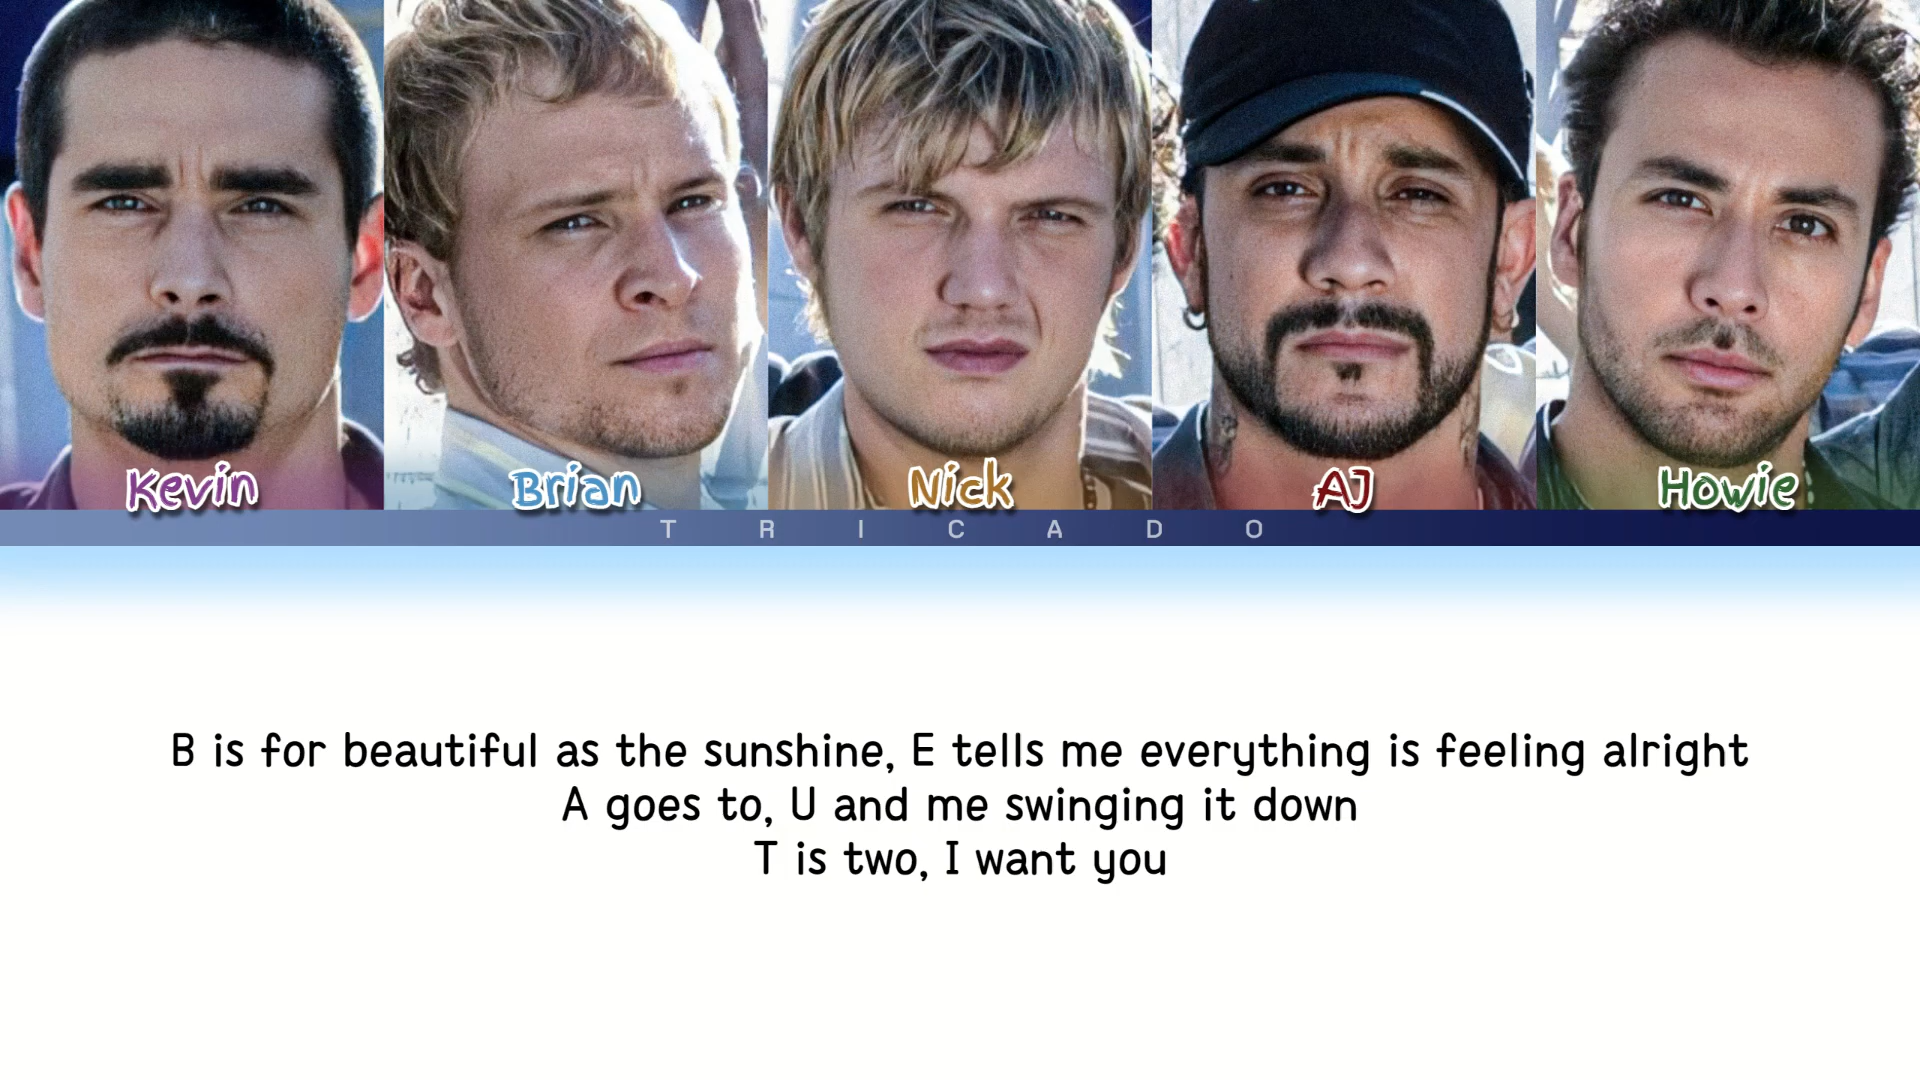 Kevin
Brian
Nick
AJ
Howie
TRICADO
B is for beautiful as the sunshine, E tells me everything is feeling alright
A goes to, U and me swinging it down
T is two, I want you